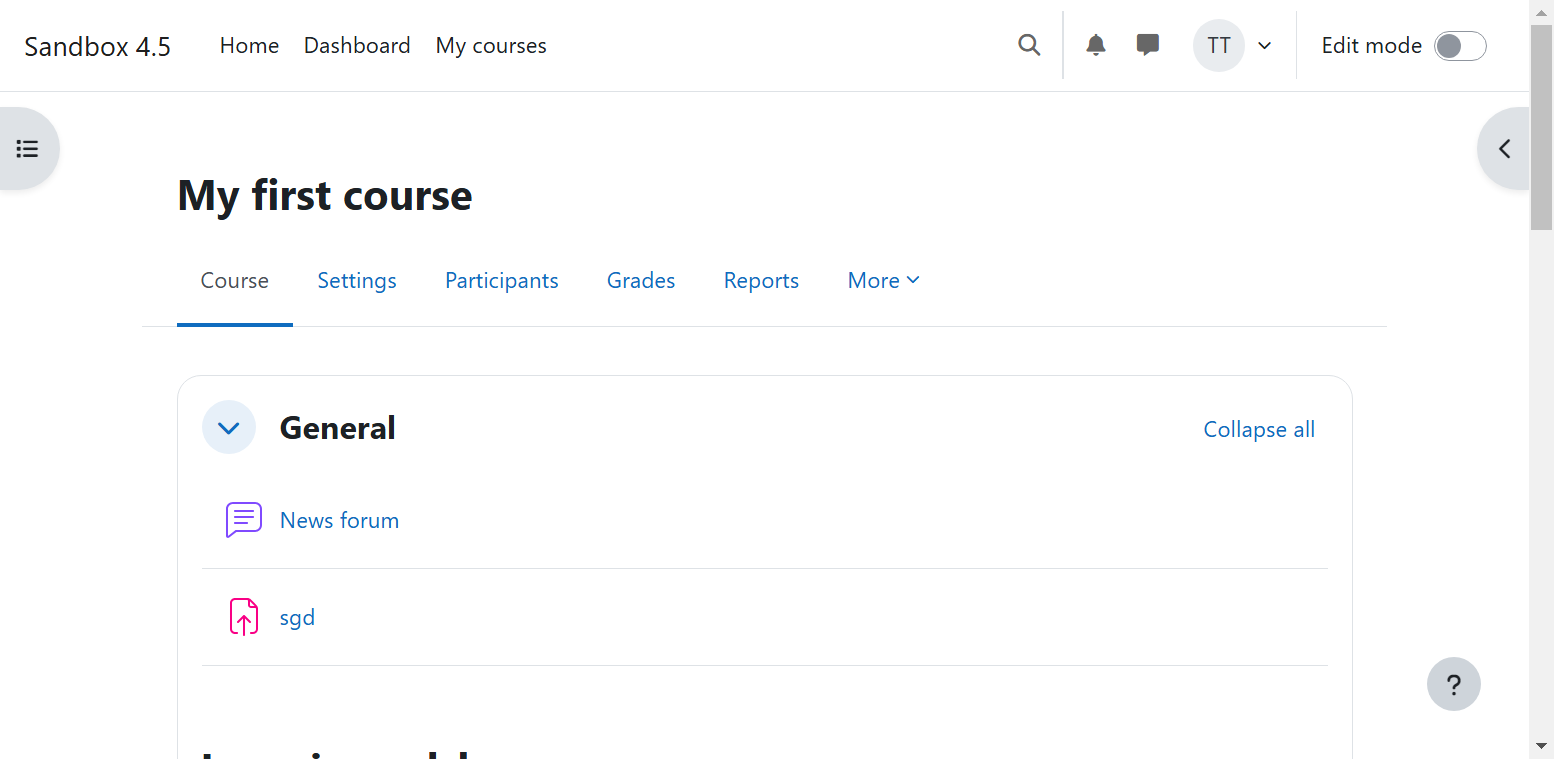 Sandbox 4.5 Home Dashboard My courses TT Edit mode
My first course
Course Settings Participants Grades Reports More
General Collapse all
News forum
sgd
?